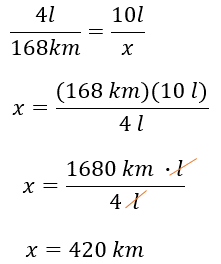 4l/168km = 10l/x
x = (168 km)(10 l)/4 l
x = 1680 km · l/4 l
x = 420 km